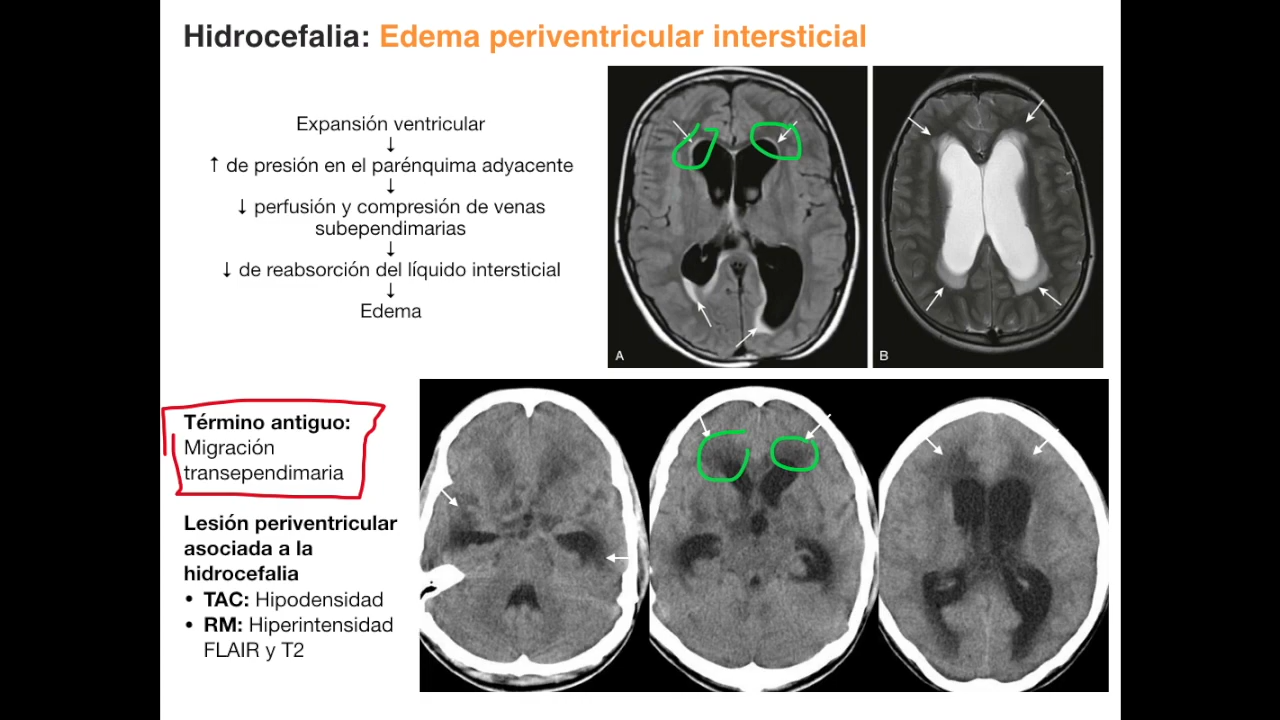 Hidrocefalia: Edema periventricular intersticial
Expansión ventricular
↓
↑ de presión en el parénquima adyacente
↓
↓ perfusión y compresión de venas
subependimarias
↓
↓ de reabsorción del líquido intersticial
↓
Edema
A
B
Término antiguo:
Migración
transependimaria
Lesión periventricular
asociada a la
hidrocefalia
• TAC: Hipodensidad
• RM: Hiperintensidad
FLAIR y T2